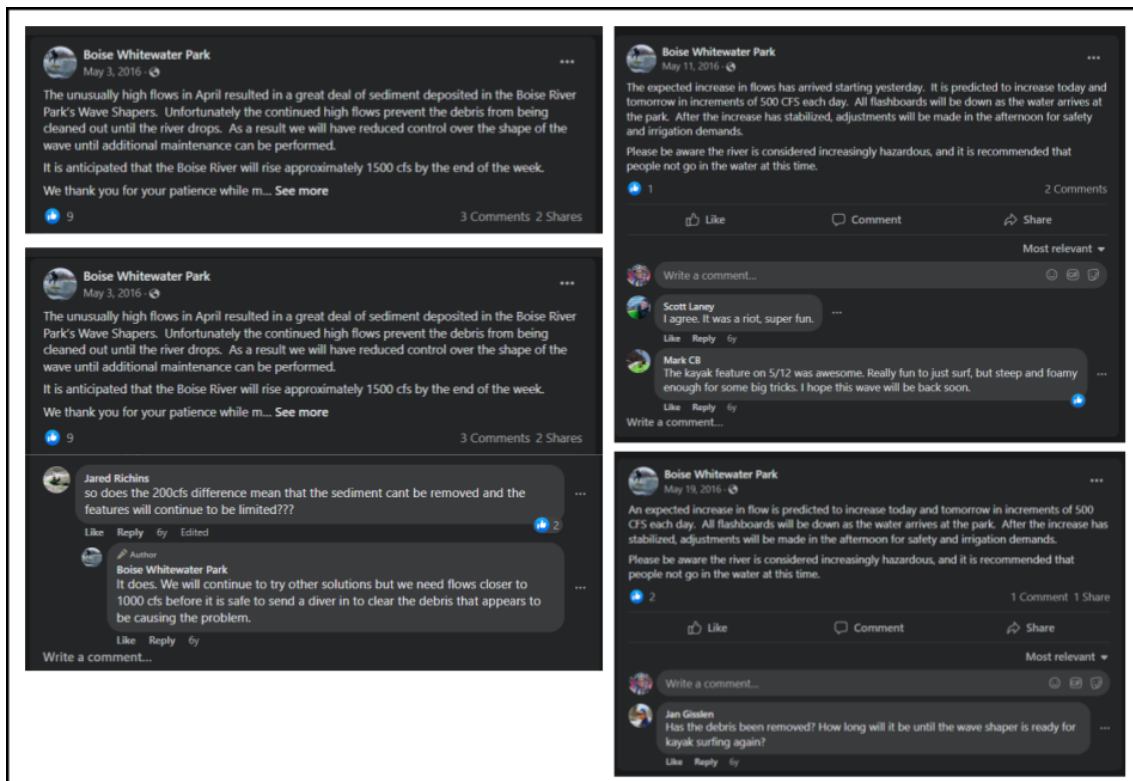 Boise Whitewater Park
May 3, 2016 ·
The unusually high flows in April resulted in a great deal of sediment deposited in the Boise River
Park's Wave Shapers.  Unfortunately the continued high flows prevent the debris from being
cleaned out until the river drops.  As a result we will have reduced control over the shape of the
wave until additional maintenance can be performed.
It is anticipated that the Boise River will rise approximately 1500 cfs by the end of the week.
We thank you for your patience while m... See more
9
3 Comments 2 Shares
Boise Whitewater Park
May 3, 2016 ·
The unusually high flows in April resulted in a great deal of sediment deposited in the Boise River
Park's Wave Shapers.  Unfortunately the continued high flows prevent the debris from being
cleaned out until the river drops.  As a result we will have reduced control over the shape of the
wave until additional maintenance can be performed.
It is anticipated that the Boise River will rise approximately 1500 cfs by the end of the week.
We thank you for your patience while m... See more
9
3 Comments 2 Shares
Jared Richins
so does the 200cfs difference mean that the sediment cant be removed and the
features will continue to be limited???
2
Like Reply 6y Edited
Author
Boise Whitewater Park
It does. We will continue to try other solutions but we need flows closer to
1000 cfs before it is safe to send a diver in to clear the debris that appears to
be causing the problem.
Like Reply 6y
Write a comment...
Boise Whitewater Park
May 11, 2016 ·
The expected increase in flows has arrived starting yesterday.  It is predicted to increase today and
tomorrow in increments of 500 CFS each day.  All flashboards will be down as the water arrives at
the park.  After the increase has stabilized, adjustments will be made in the afternoon for safety
and irrigation demands.
Please be aware the river is considered increasingly hazardous, and it is recommended that
people not go in the water at this time.
1
2 Comments
Like Comment Share
Most relevant
Write a comment...
Scott Laney
I agree. It was a riot, super fun.
Like Reply 6y
Mark CB
The kayak feature on 5/12 was awesome. Really fun to just surf, but steep and foamy
enough for some big tricks. I hope this wave will be back soon.
Like Reply 6y
Write a comment...
Boise Whitewater Park
May 19, 2016 ·
An expected increase in flow is predicted to increase today and tomorrow in increments of 500
CFS each day.  All flashboards will be down as the water arrives at the park.  After the increase has
stabilized, adjustments will be made in the afternoon for safety and irrigation demands.
Please be aware the river is considered increasingly hazardous, and it is recommended that
people not go in the water at this time.
2
1 Comment 1 Share
Like Comment Share
Most relevant
Write a comment...
Jan Gisslen
Has the debris been removed? How long will it be until the wave shaper is ready for
kayak surfing again?
Like Reply 6y